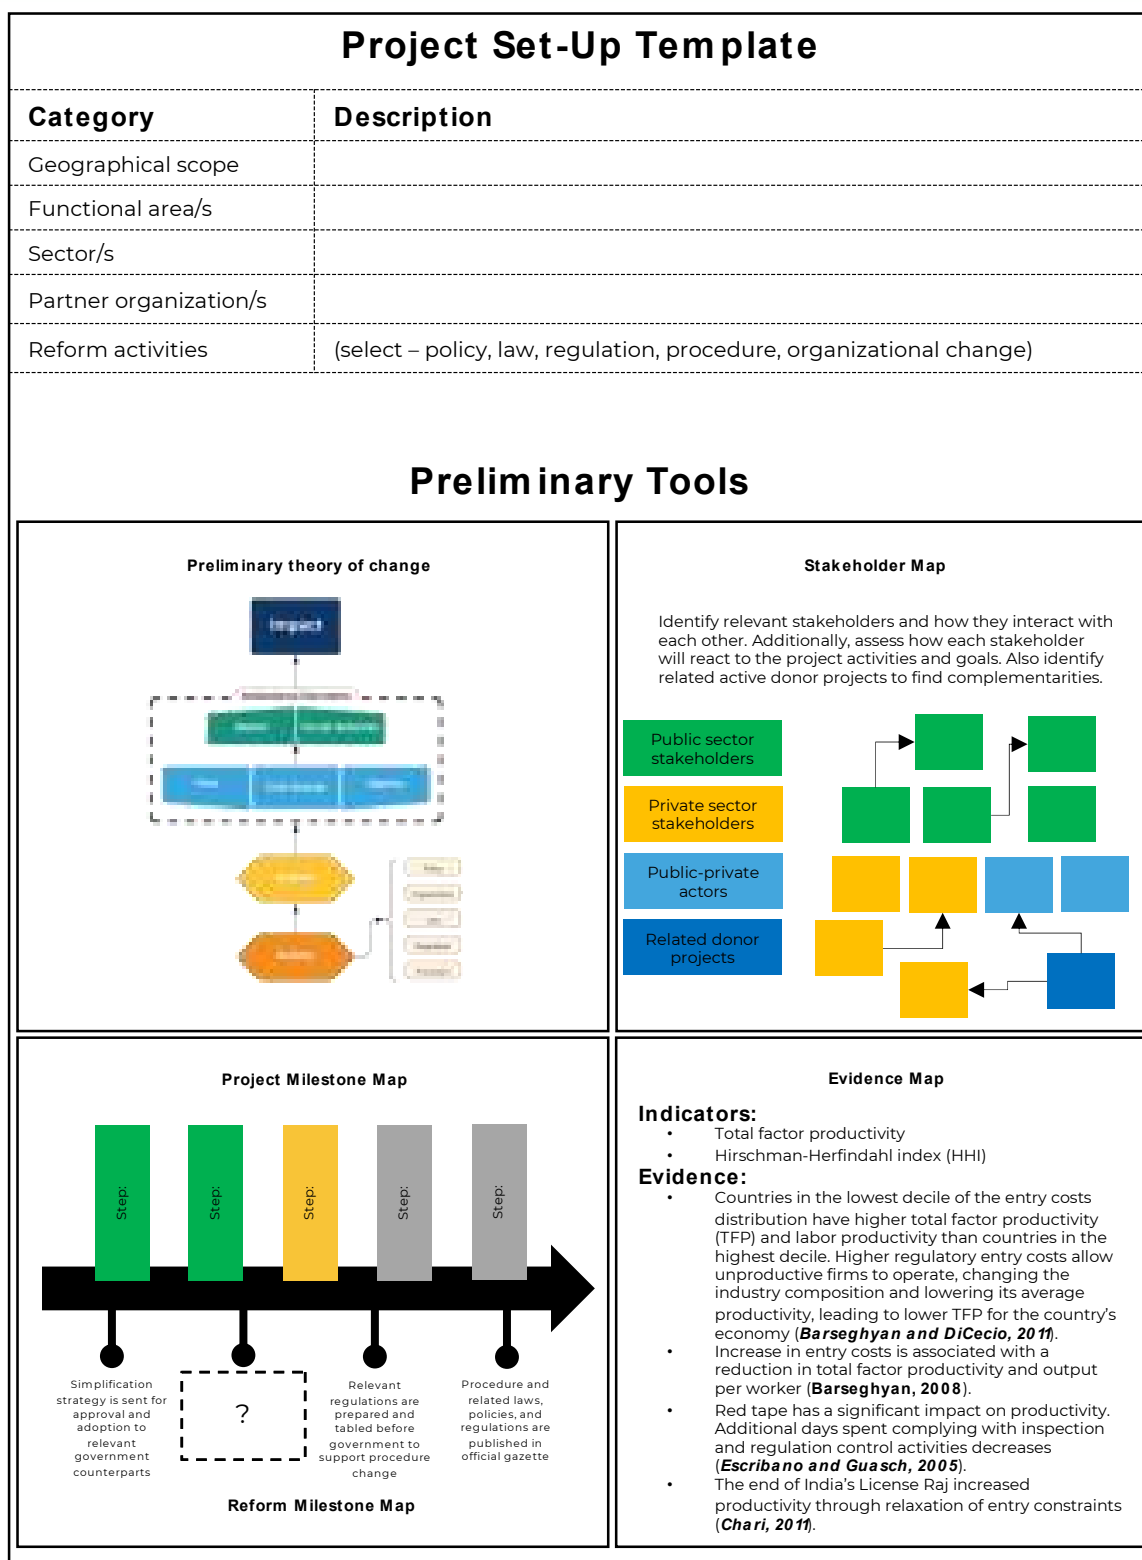 Project Set-Up Template
Category
Description
Geographical scope
Functional area/s
Sector/s
Partner organization/s
Reform activities
(select – policy, law, regulation, procedure, organizational change)
Preliminary Tools
Preliminary theory of change
Impact
Stakeholder Map
Identify relevant stakeholders and how they interact with
each other. Additionally, assess how each stakeholder
will react to the project activities and goals. Also identify
related active donor projects to find complementarities.
Public sector
stakeholders
Private sector
stakeholders
Public-private
actors
Related donor
projects
Project Milestone Map
Step:
Step:
Step:
Step:
Step:
Simplification
strategy is sent for
approval and
adoption to
relevant
government
counterparts
?
Relevant
regulations are
prepared and
tabled before
government to
support procedure
change
Procedure and
related laws,
policies, and
regulations are
published in
official gazette
Reform Milestone Map
Evidence Map
Indicators:
• Total factor productivity
• Hirschman-Herfindahl index (HHI)
Evidence:
• Countries in the lowest decile of the entry costs
distribution have higher total factor productivity
(TFP) and labor productivity than countries in the
highest decile. Higher regulatory entry costs allow
unproductive firms to operate, changing the
industry composition and lowering its average
productivity, leading to lower TFP for the country's
economy (Barseghyan and DiCecio, 2011).
• Increase in entry costs is associated with a
reduction in total factor productivity and output
per worker (Barseghyan, 2008).
• Red tape has a significant impact on productivity.
Additional days spent complying with inspection
and regulation control activities decreases
(Escribano and Guasch, 2005).
• The end of India's License Raj increased
productivity through relaxation of entry constraints
(Chari, 2011).